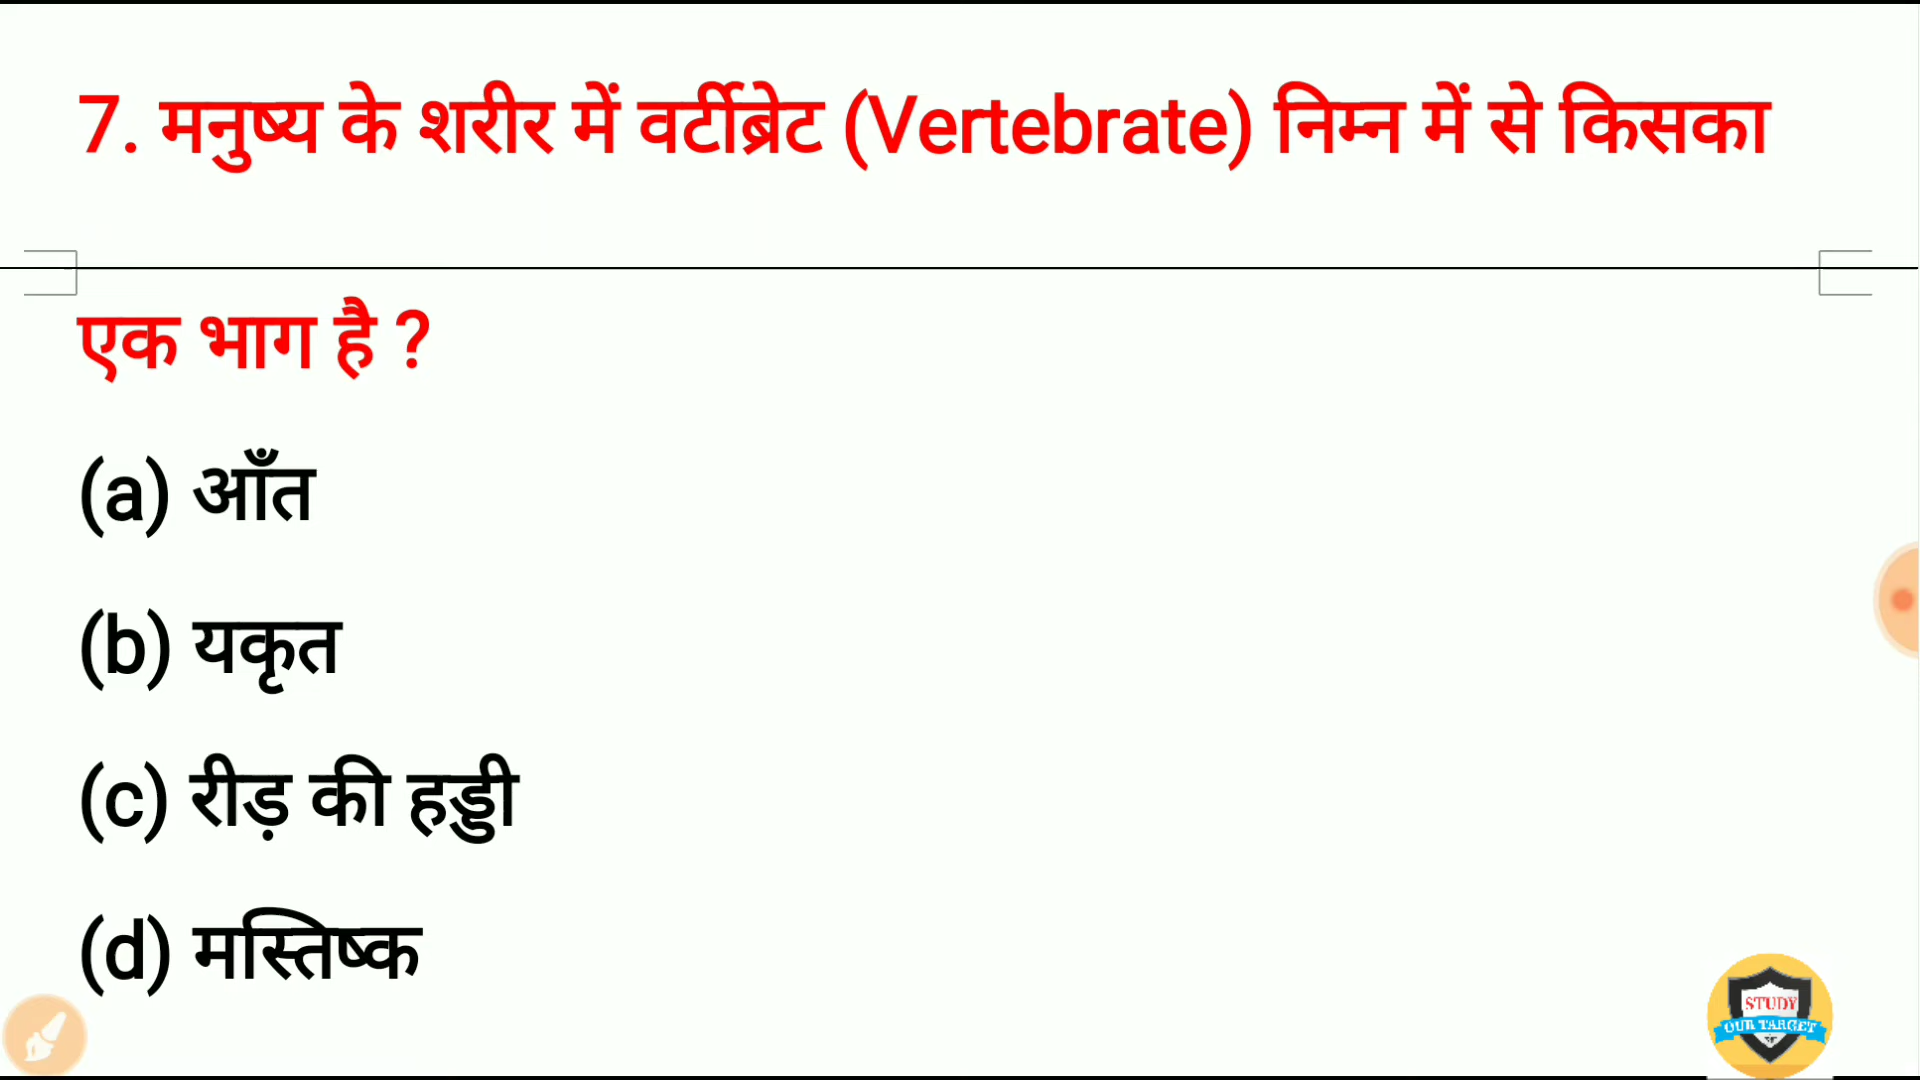 7. मनुष्य के शरीर में वर्टीब्रेट (Vertebrate) निम्न में से किसका
एक भाग है ?
(a) आँत
(b) यकृत
(c) रीड़ की हड्डी
(d) मस्तिष्क
STUDY
OUR TARGET